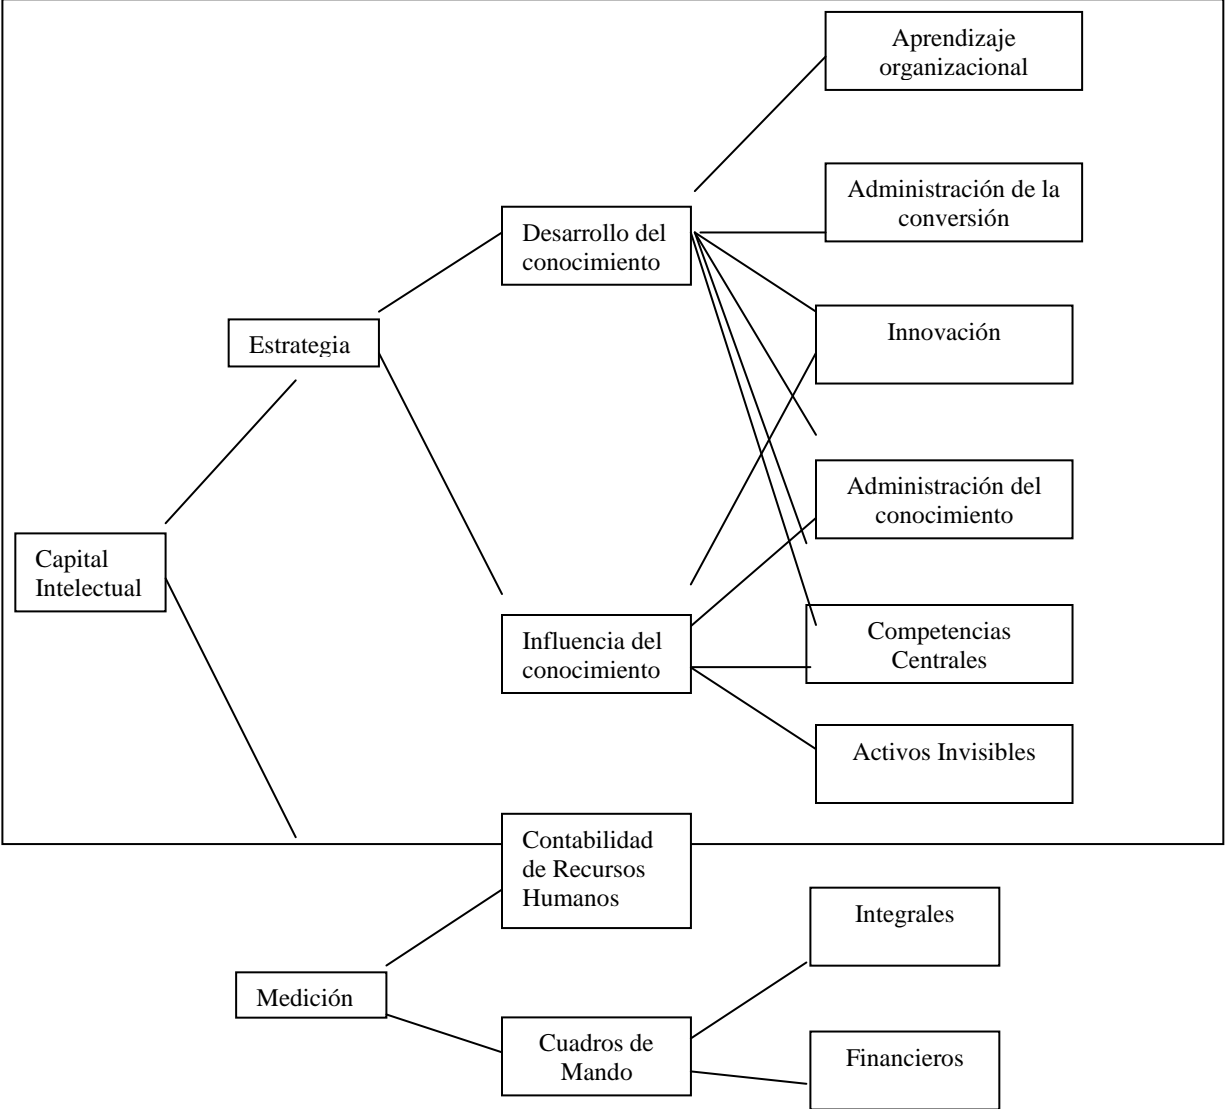 Aprendizaje
organizacional
Administración de la
conversión
Desarrollo del
conocimiento
Innovación
Estrategia
Administración del
conocimiento
Capital
Intelectual
Influencia del
conocimiento
Competencias
Centrales
Activos Invisibles
Contabilidad
de Recursos
Humanos
Integrales
Medición
Cuadros de
Mando
Financieros